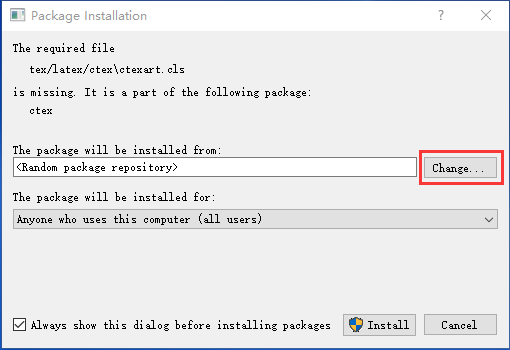 Package Installation
The required file
tex/latex/ctex\ctexart.cls
is missing. It is a part of the following package:
ctex
The package will be installed from:
<Random package repository>
Change...
The package will be installed for:
Anyone who uses this computer (all users)
Always show this dialog before installing packages
Install
Cancel